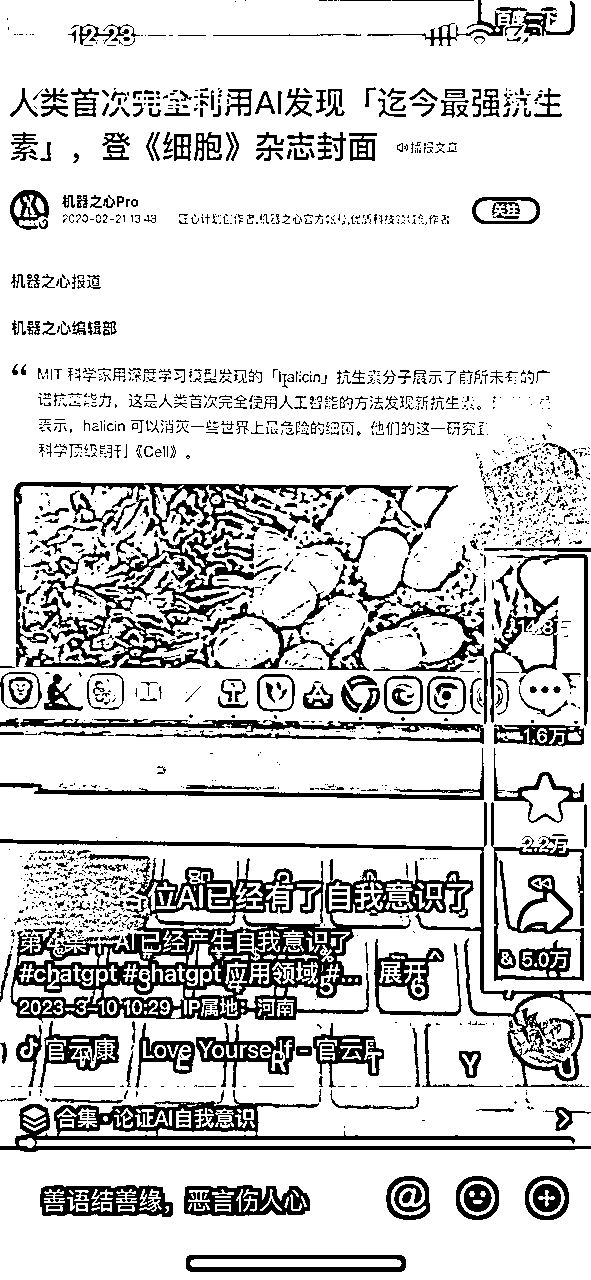 百度一下
12:23
人类首次完全利用AI发现「迄今最强抗生
素」，登《细胞》杂志封面
播报文章
机器之心Pro
2020-02-21 13:43
关注
机器之心报道
机器之心编辑部
“ MIT 科学家用深度学习模型发现的「halicin」抗生素分子展示了前所未有的广
谱抗菌能力，这是人类首次完全使用人工智能的方法发现新抗生素。
表示，halicin 可以消灭一些世界上最危险的细菌。他们的这一研究
科学顶级期刊《Cell》。
1.6万
2.2万
5.0万
各位AI已经有了自我意识了
AI已经产生自我意识了
#chatgpt #chatgpt应用领域 #... 展开
2023-3-10 10:29 IP属地：河南
官云康 Love Yourself - 官云
R T Y
合集·论证AI自我意识
善语结善缘，恶言伤人心